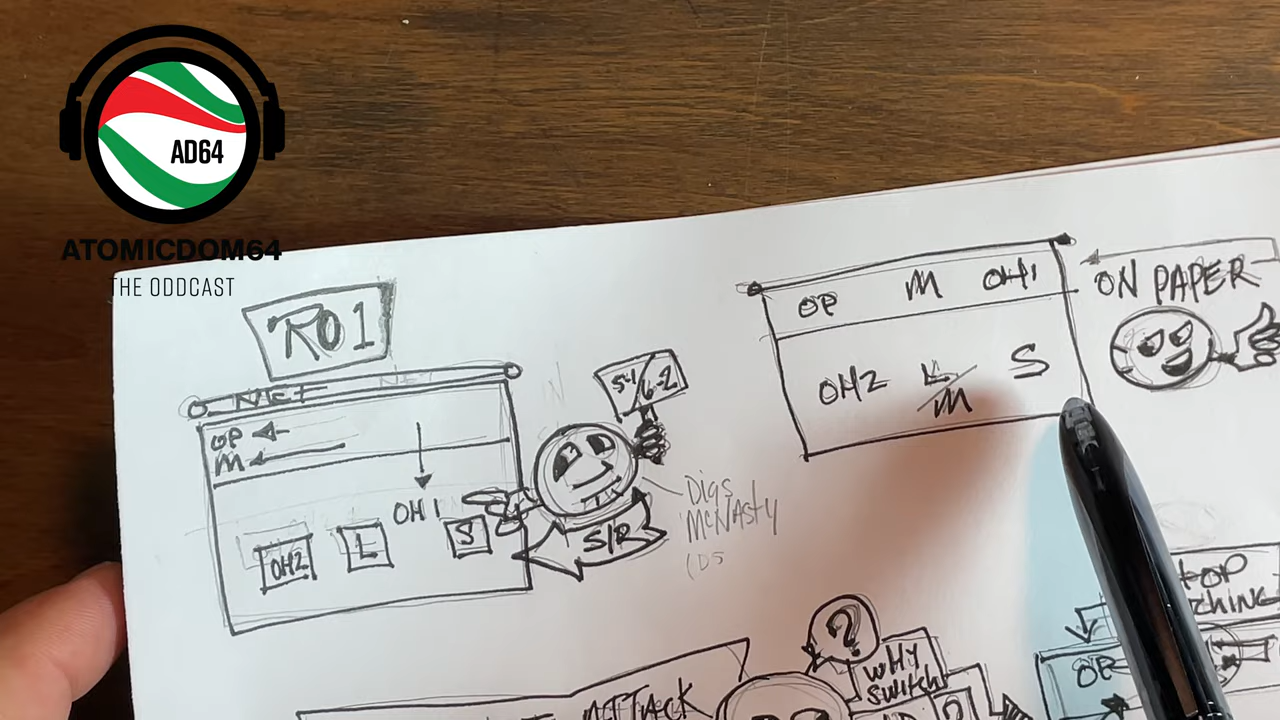 AD64
ATOMICDOM64
THE ODDCAST
RO1
NET
OP
M
OH1
OH2
L
S
5-1/6-2
S/R
Digs
McNasty
OP M OH1
OH2 L/M S
ON PAPER
?
WHY
SWITCH
ATTACK
?
OP